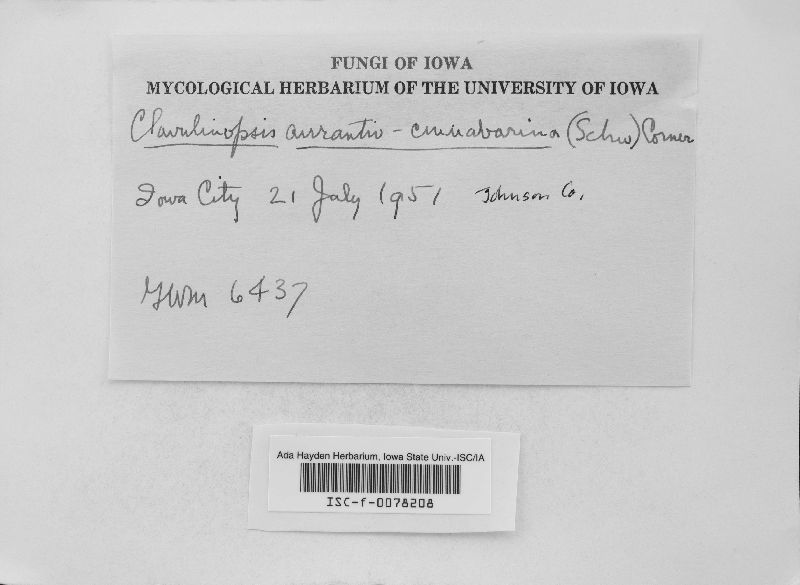 FUNGI OF IOWA
MYCOLOGICAL HERBARIUM OF THE UNIVERSITY OF IOWA
Clavulinopsis aurrantio-cinnabarina (Schw) Corner
Iowa City 21 July 1951 Johnson Co.
GWM 6437
Ada Hayden Herbarium, Iowa State Univ.-ISC/IA
ISC-f-0078208